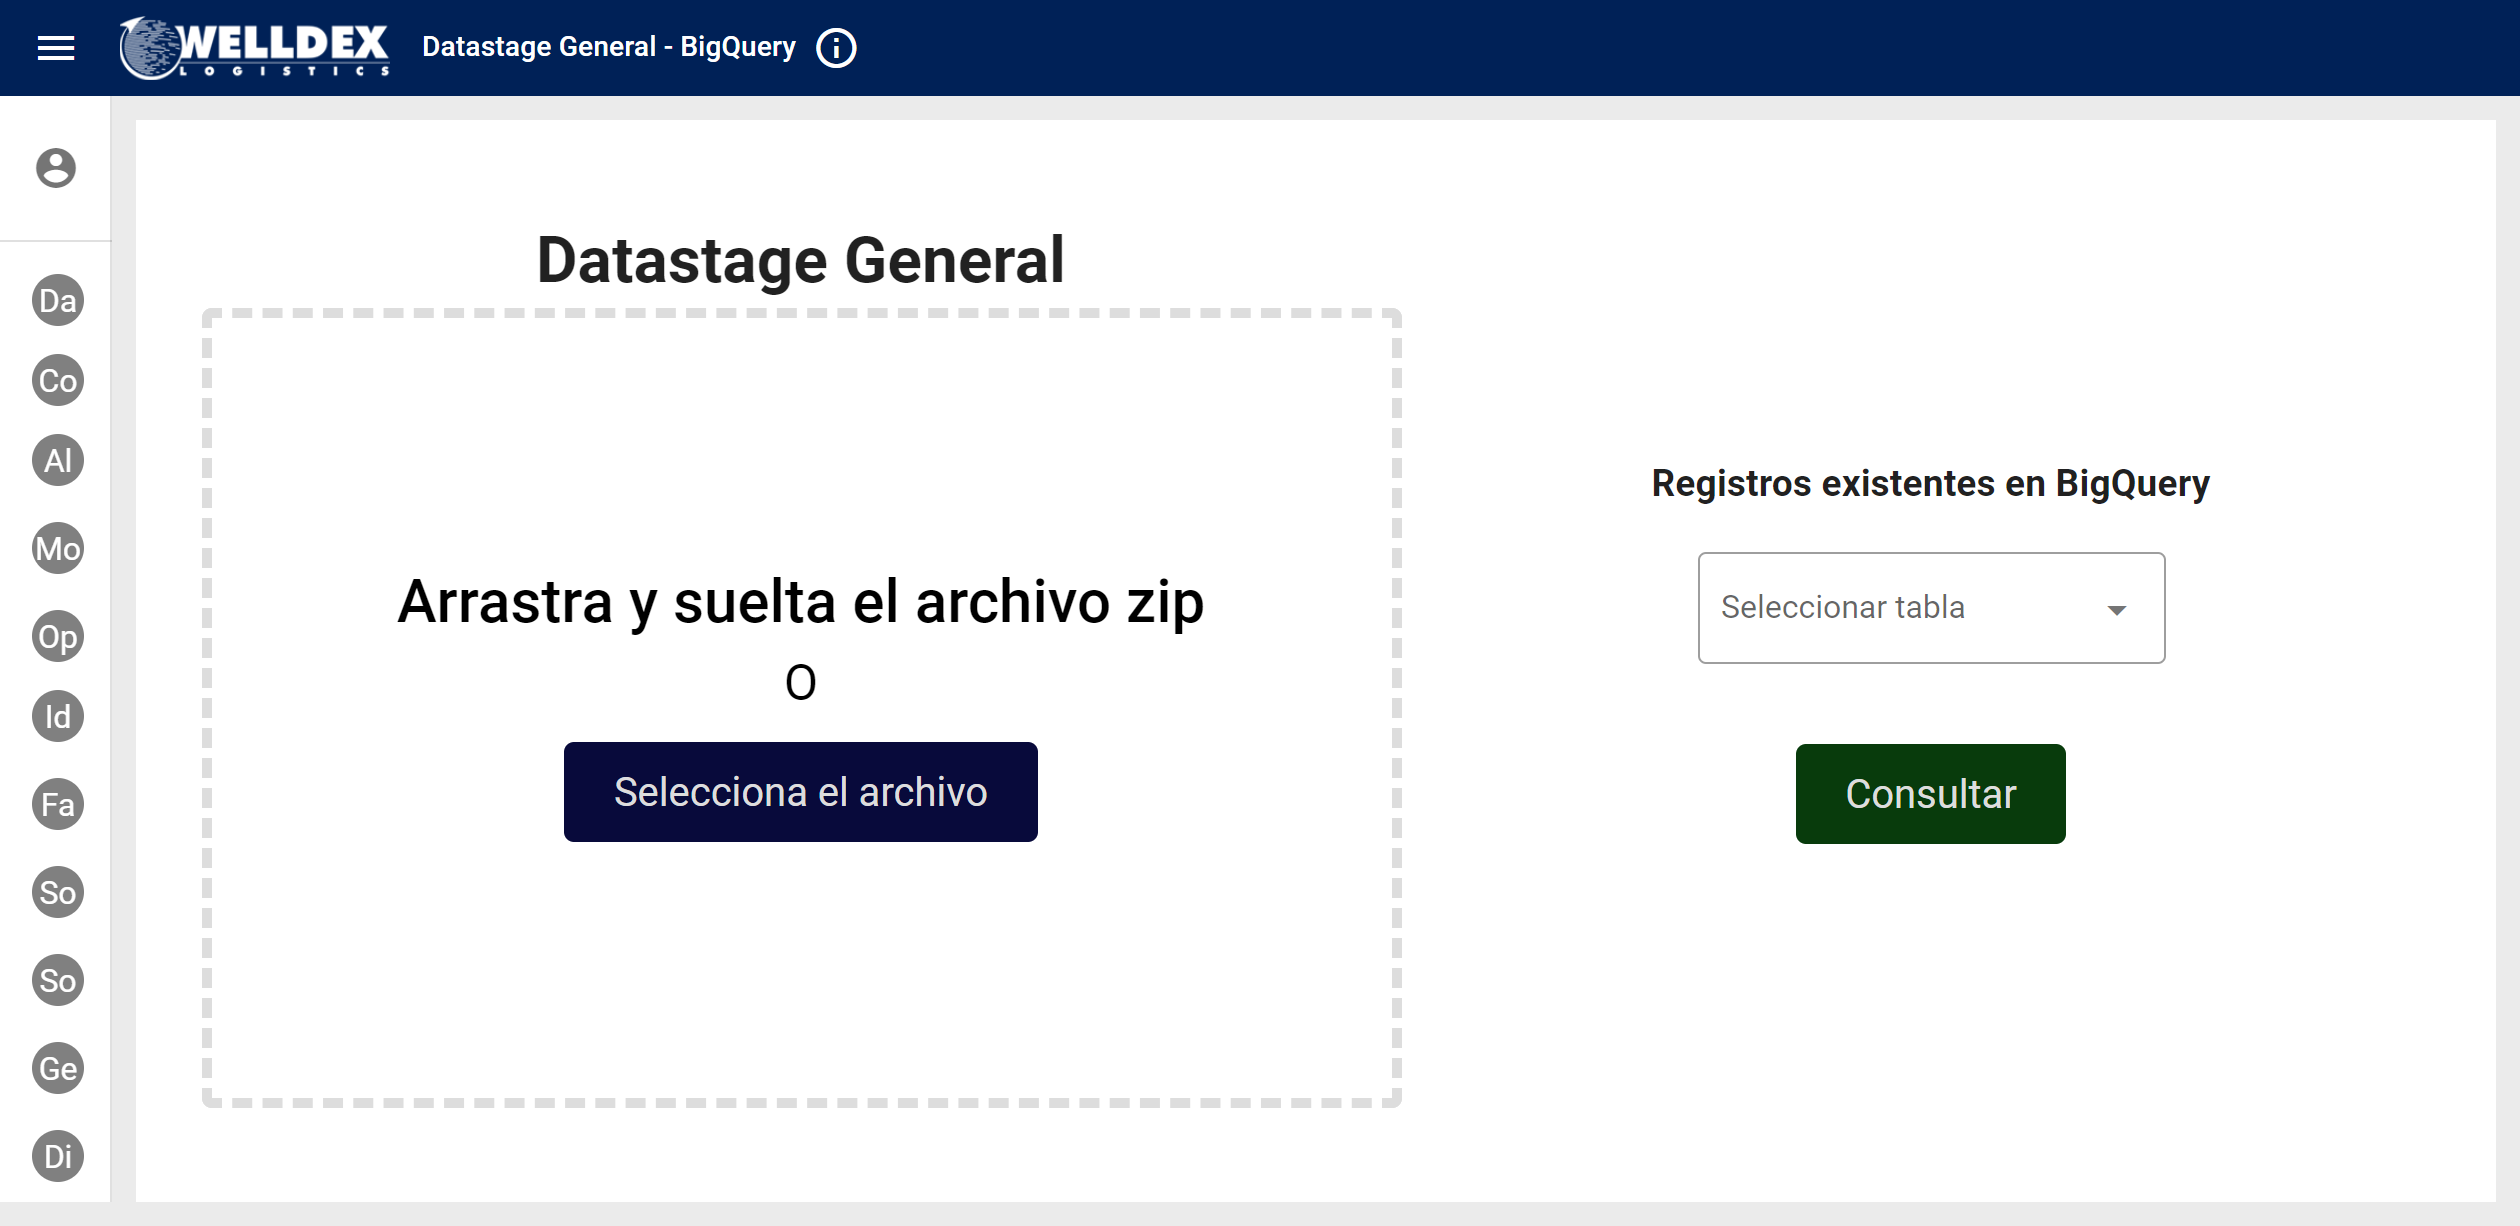 WELLDEX
LOGISTICS
Datastage General - BigQuery
Da
Co
Al
Mo
Op
Id
Fa
So
So
Ge
Di
Datastage General
Arrastra y suelta el archivo zip
O
Selecciona el archivo
Registros existentes en BigQuery
Seleccionar tabla
Consultar